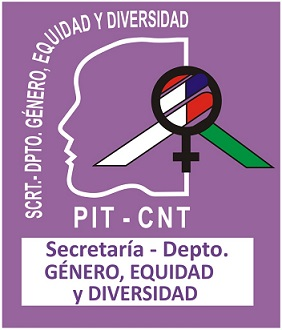 SCRT.- DPTO. GÉNERO, EQUIDAD Y DIVERSIDAD
PIT - CNT
Secretaría - Depto.
GÉNERO, EQUIDAD
y DIVERSIDAD